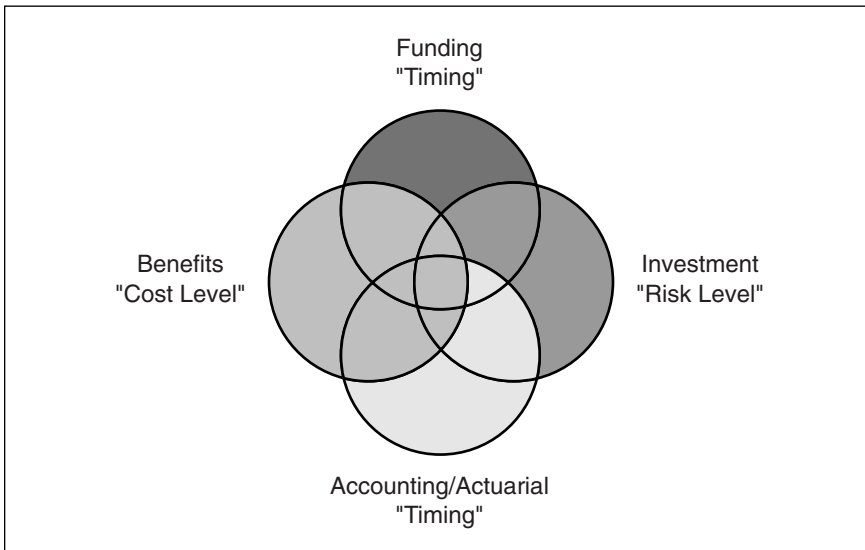 Funding
"Timing"
Benefits
"Cost Level"
Investment
"Risk Level"
Accounting/Actuarial
"Timing"